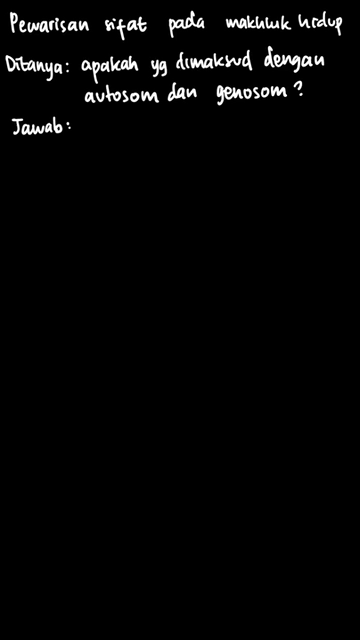 Pewarisan sifat pada makhluk hidup
Ditanya: apakah yg dimaksud dengan
autosom dan genosom?
Jawab: